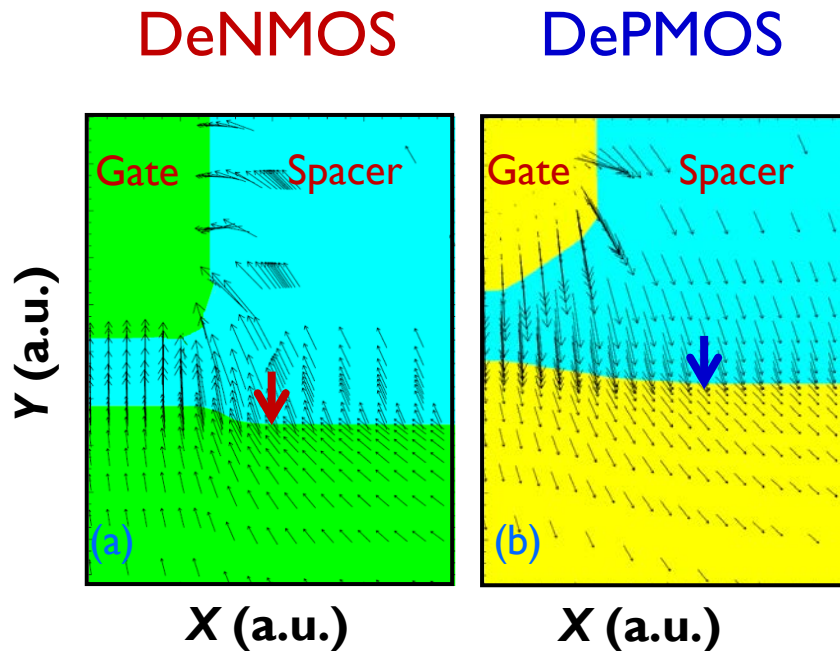 DeNMOS
DePMOS
Gate
Spacer
(a)
Gate
Spacer
(b)
Y (a.u.)
X (a.u.)
X (a.u.)